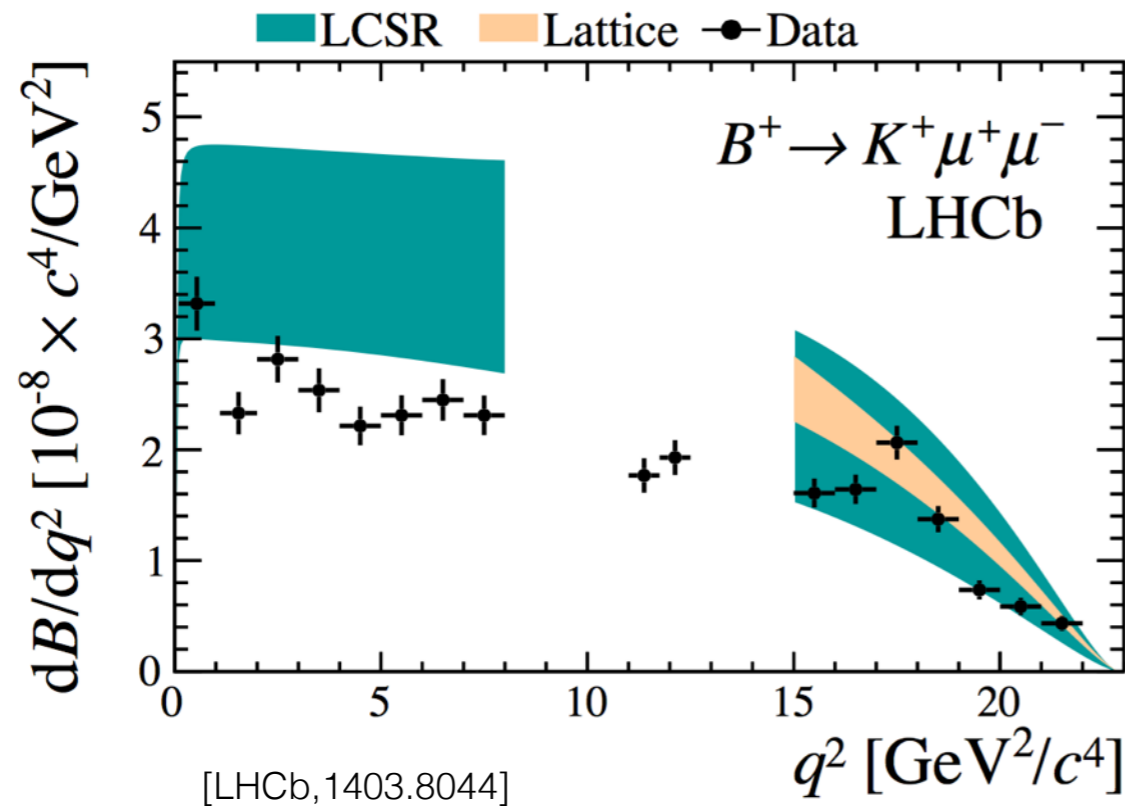 LCSR Lattice Data
dB/dq² [10⁻⁸ × c⁴/GeV²]
5
4
3
2
1
0
B⁺ → K⁺μ⁺μ⁻
LHCb
0 5 10 15 20
q² [GeV²/c⁴]
[LHCb,1403.8044]